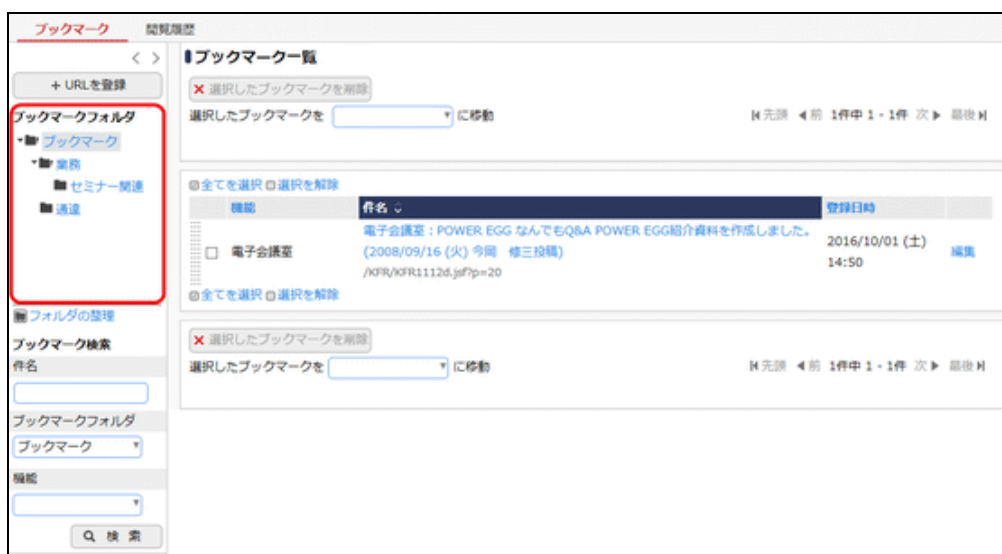 ブックマーク 閲覧履歴
< >
+ URLを登録
ブックマークフォルダ
ブックマーク
業務
セミナー関連
通達
フォルダの整理
ブックマーク検索
件名
ブックマークフォルダ
ブックマーク
機能
検 索
ブックマーク一覧
選択したブックマークを削除
選択したブックマークを に移動 先頭 前 1件中 1 - 1件 次 最後
全てを選択 選択を解除
機能 件名 登録日時
電子会議室 電子会議室:POWER EGG なんでもQ&A POWER EGG紹介資料を作成しました。
(2008/09/16 (火) 今岡 修三投稿)
/KFR/KFR1112d.jsf?p=20
2016/10/01 (土)
14:50
編集
全てを選択 選択を解除
選択したブックマークを削除
選択したブックマークを に移動 先頭 前 1件中 1 - 1件 次 最後